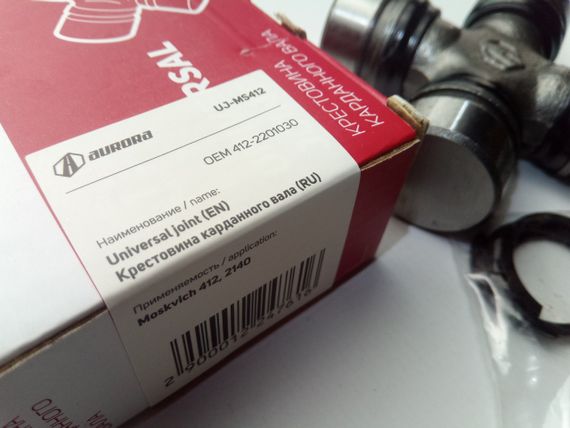 RSAL
КРЕСТОВИНА
КАРДАННОГО ВАЛА
AURORA
UJ-MS412
OEM 412-2201030
Наименование / name:
Universal joint (EN)
Крестовина карданного вала (RU)
Применяемость / application:
Moskvich 412, 2140